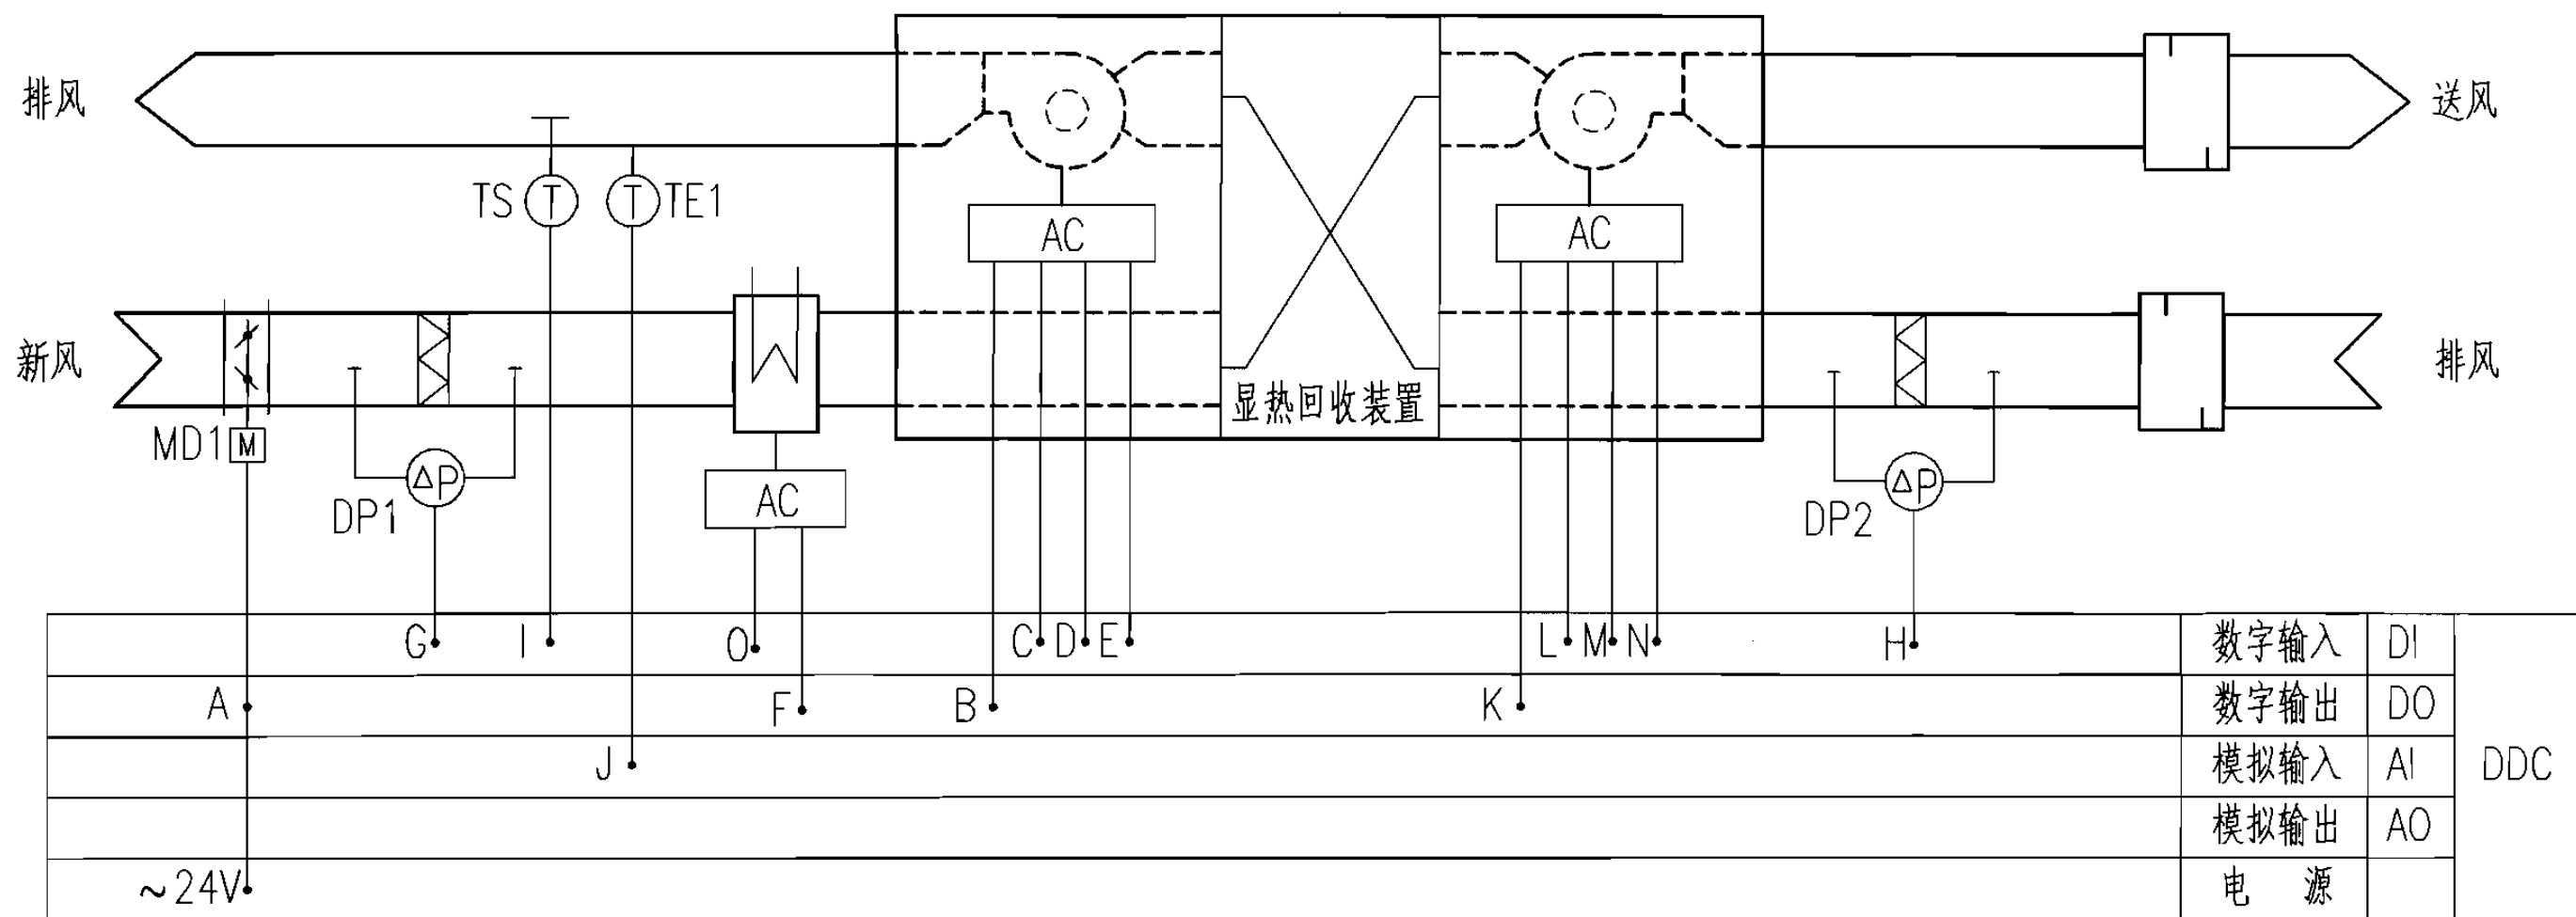 排风
送风
TS T T TE1
AC
AC
新风
排风
显热回收装置
MD1 M
ΔP
DP1
AC
ΔP
DP2
G I O C D E L M N H 数字输入 DI
A F B K 数字输出 DO
J 模拟输入 AI DDC
模拟输出 AO
~24V 电 源